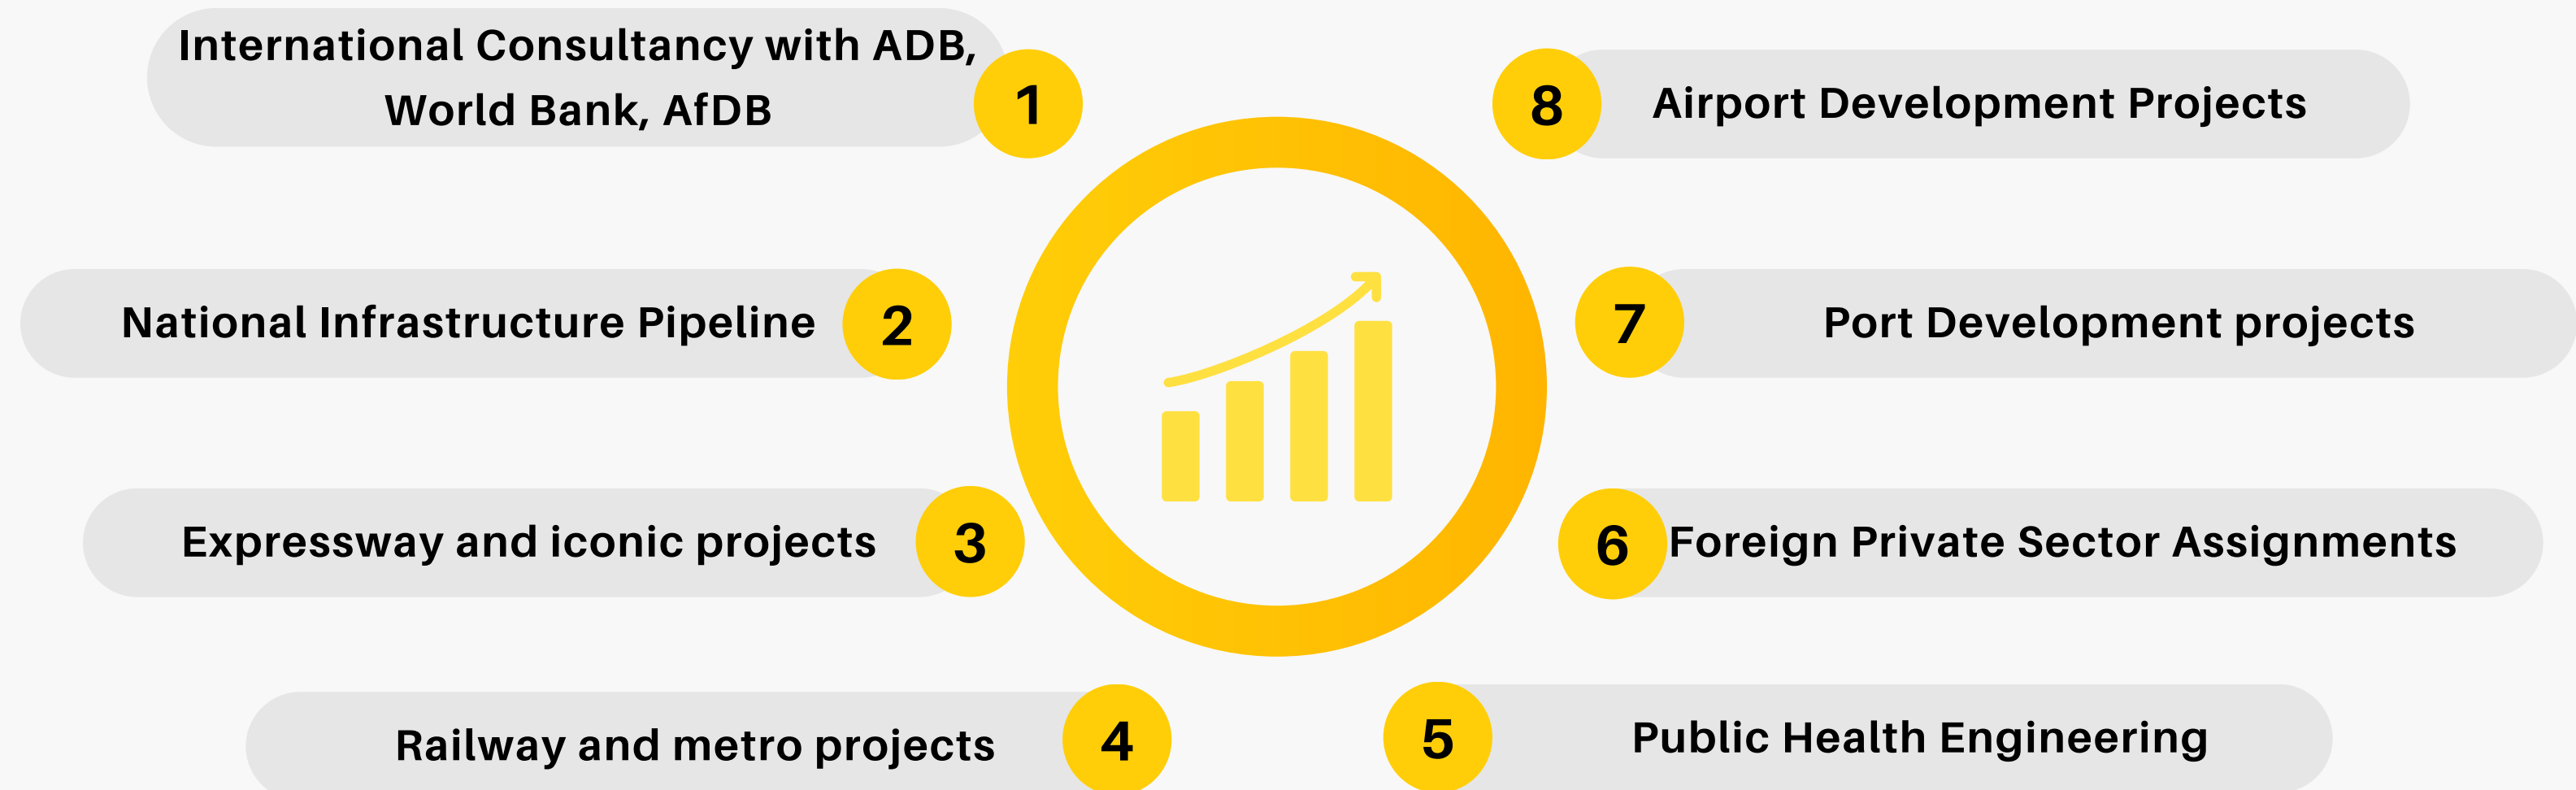 International Consultancy with ADB,
World Bank, AfDB
1
National Infrastructure Pipeline
2
Expressway and iconic projects
3
Railway and metro projects
4
8
Airport Development Projects
7
Port Development projects
6
Foreign Private Sector Assignments
5
Public Health Engineering